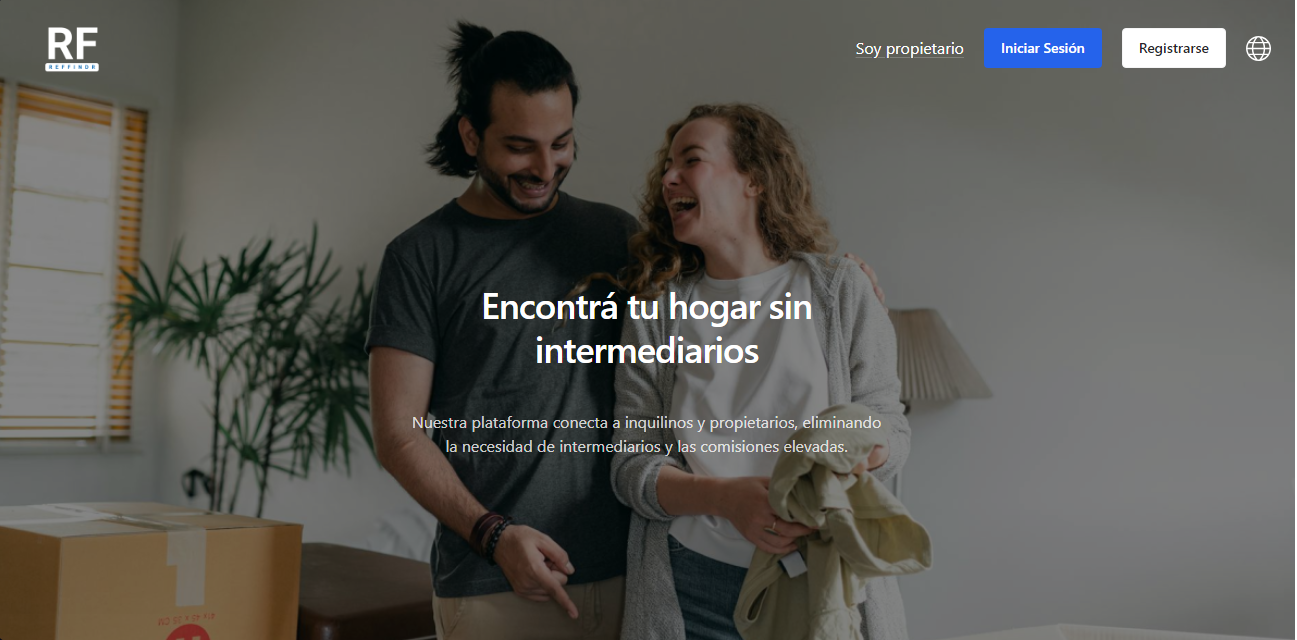 RF
REFFINDR
Soy propietario
Iniciar Sesión
Registrarse
Encontrá tu hogar sin
intermediarios
Nuestra plataforma conecta a inquilinos y propietarios, eliminando
la necesidad de intermediarios y las comisiones elevadas.